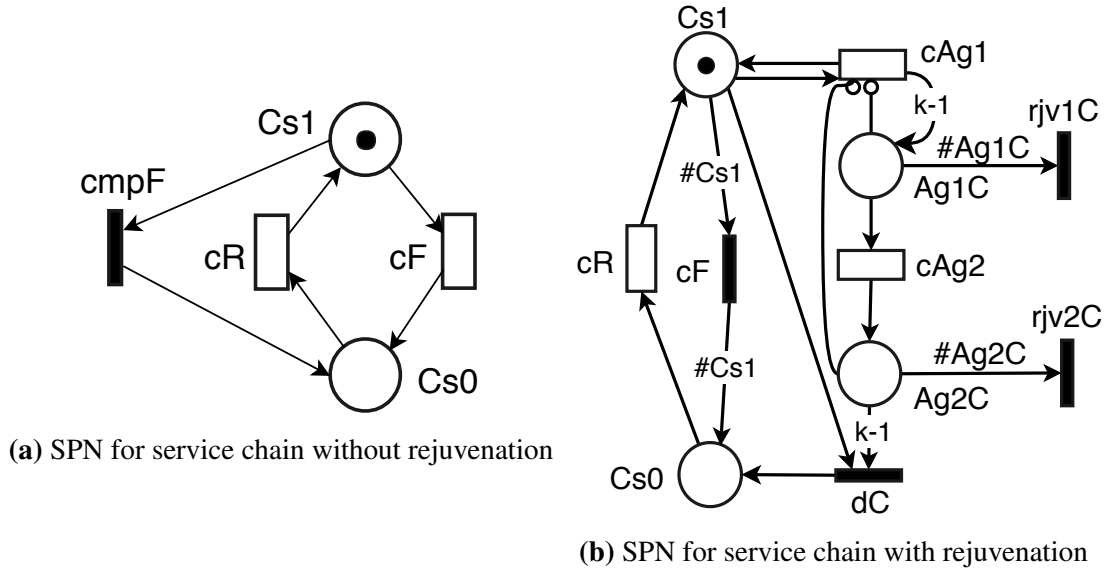 Cs1
cmpF
cR
cF
Cs0
(a) SPN for service chain without rejuvenation
Cs1
cAg1
k-1
rjv1C
#Ag1C
Ag1C
#Cs1
cR
cF
cAg2
rjv2C
#Ag2C
Ag2C
#Cs1
k-1
Cs0
dC
(b) SPN for service chain with rejuvenation